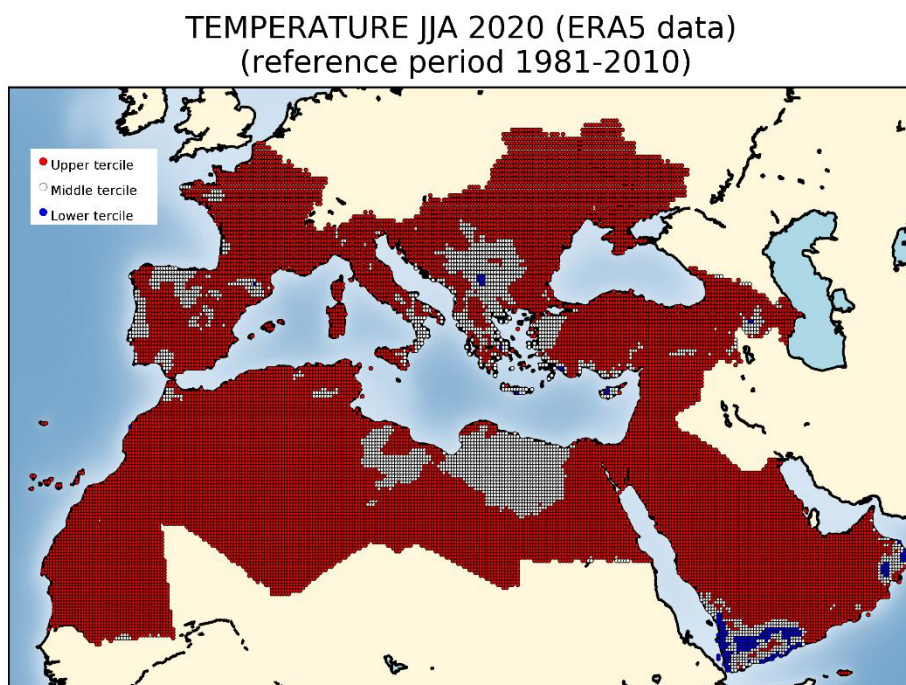 TEMPERATURE JJA 2020 (ERA5 data)
(reference period 1981-2010)
Upper tercile
Middle tercile
Lower tercile